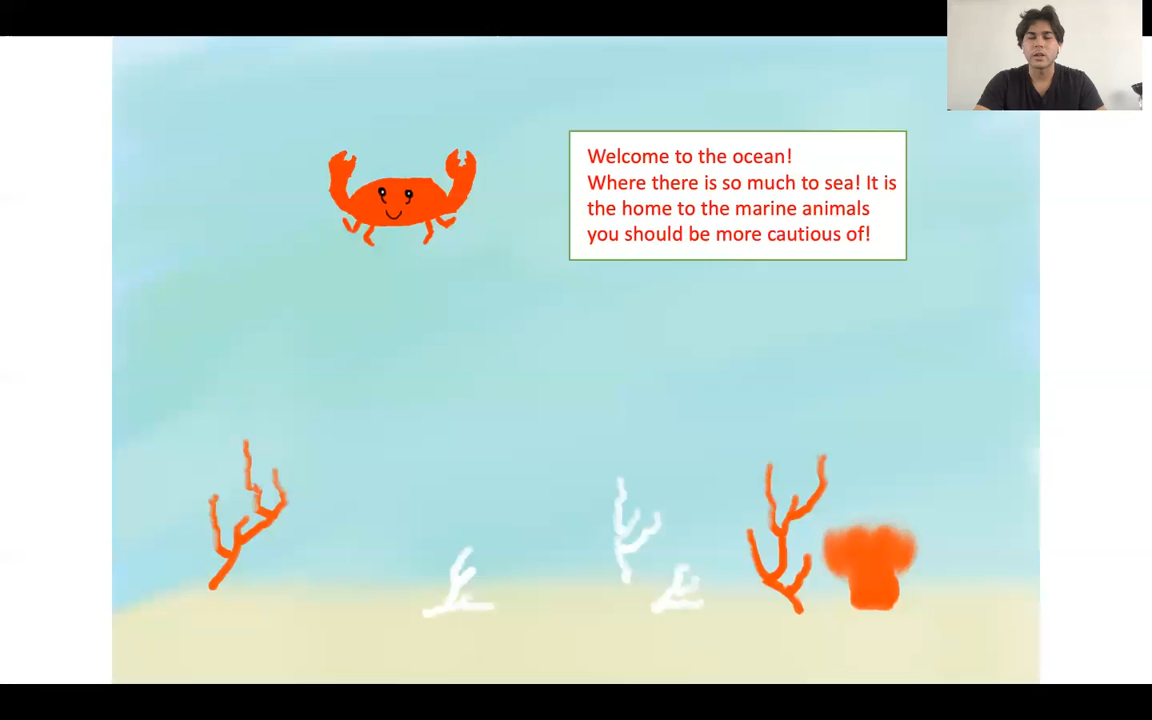 Welcome to the ocean!
Where there is so much to sea! It is
the home to the marine animals
you should be more cautious of!